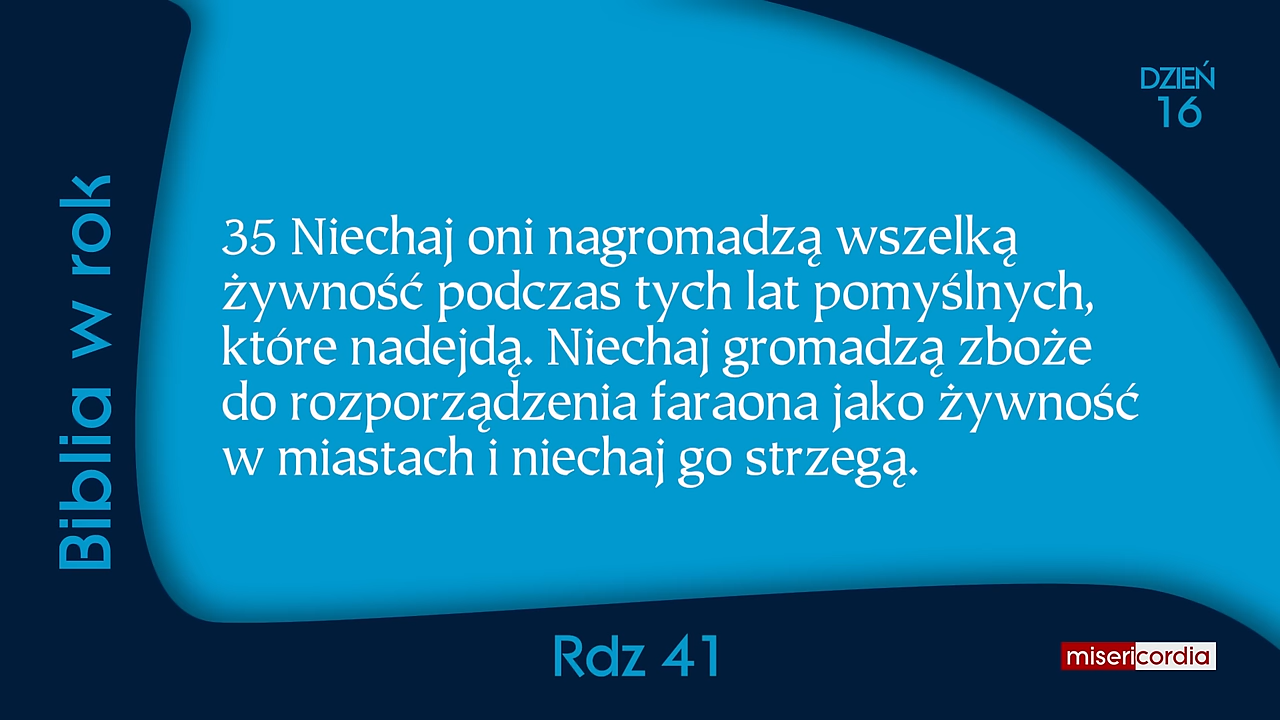 DZIEŃ
16
Biblia w rok
35 Niechaj oni nagromadzą wszelką
żywność podczas tych lat pomyślnych,
które nadejdą. Niechaj gromadzą zboże
do rozporządzenia faraona jako żywność
w miastach i niechaj go strzegą.
Rdz 41
misericordia